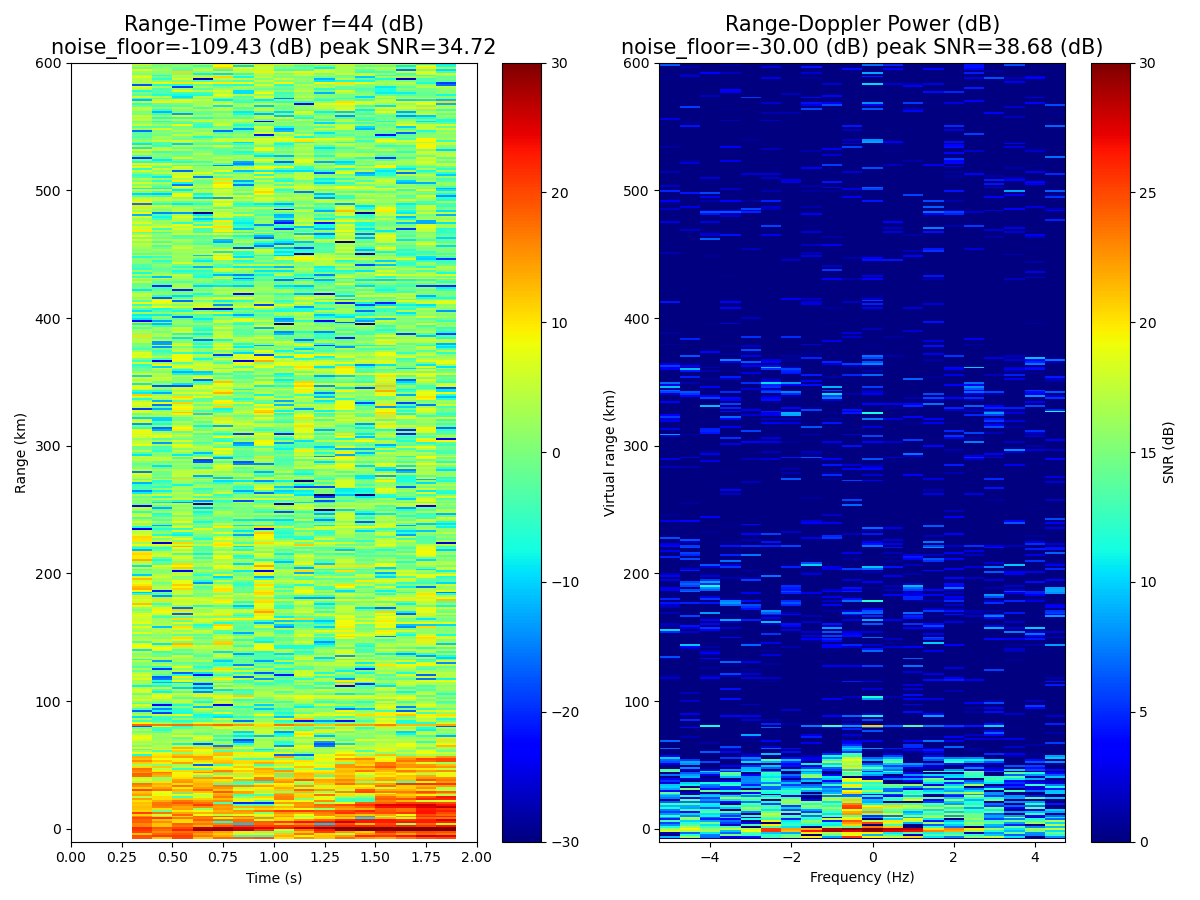 Range-Time Power f=44 (dB)
noise_floor=-109.43 (dB) peak SNR=34.72
600
500
400
300
200
100
0
Range (km)
0.00 0.25 0.50 0.75 1.00 1.25 1.50 1.75 2.00
Time (s)
30
20
10
0
−10
−20
−30
Range-Doppler Power (dB)
noise_floor=-30.00 (dB) peak SNR=38.68 (dB)
600
500
400
300
200
100
0
Virtual range (km)
−4 −2 0 2 4
Frequency (Hz)
30
25
20
15
10
5
0
SNR (dB)